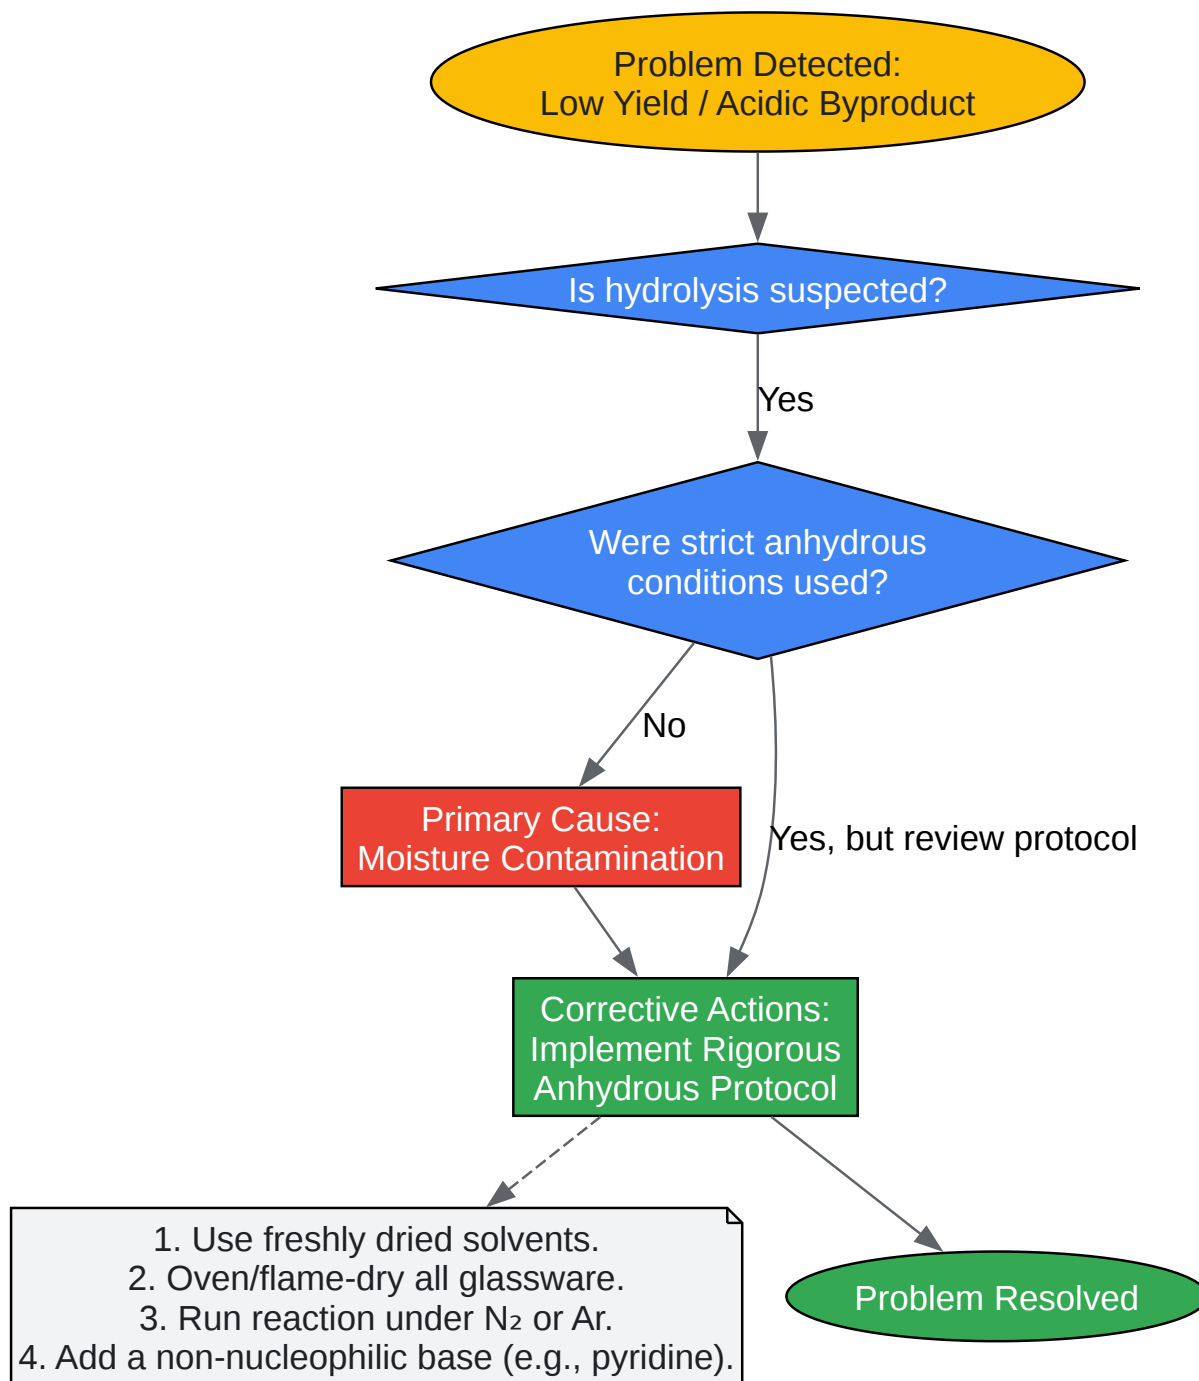 Problem Detected:
Low Yield / Acidic Byproduct
Is hydrolysis suspected?
Yes
Were strict anhydrous
conditions used?
No
Primary Cause:
Moisture Contamination
Yes, but review protocol
Corrective Actions:
Implement Rigorous
Anhydrous Protocol
1. Use freshly dried solvents.
2. Oven/flame-dry all glassware.
3. Run reaction under N₂ or Ar.
4. Add a non-nucleophilic base (e.g., pyridine).
Problem Resolved